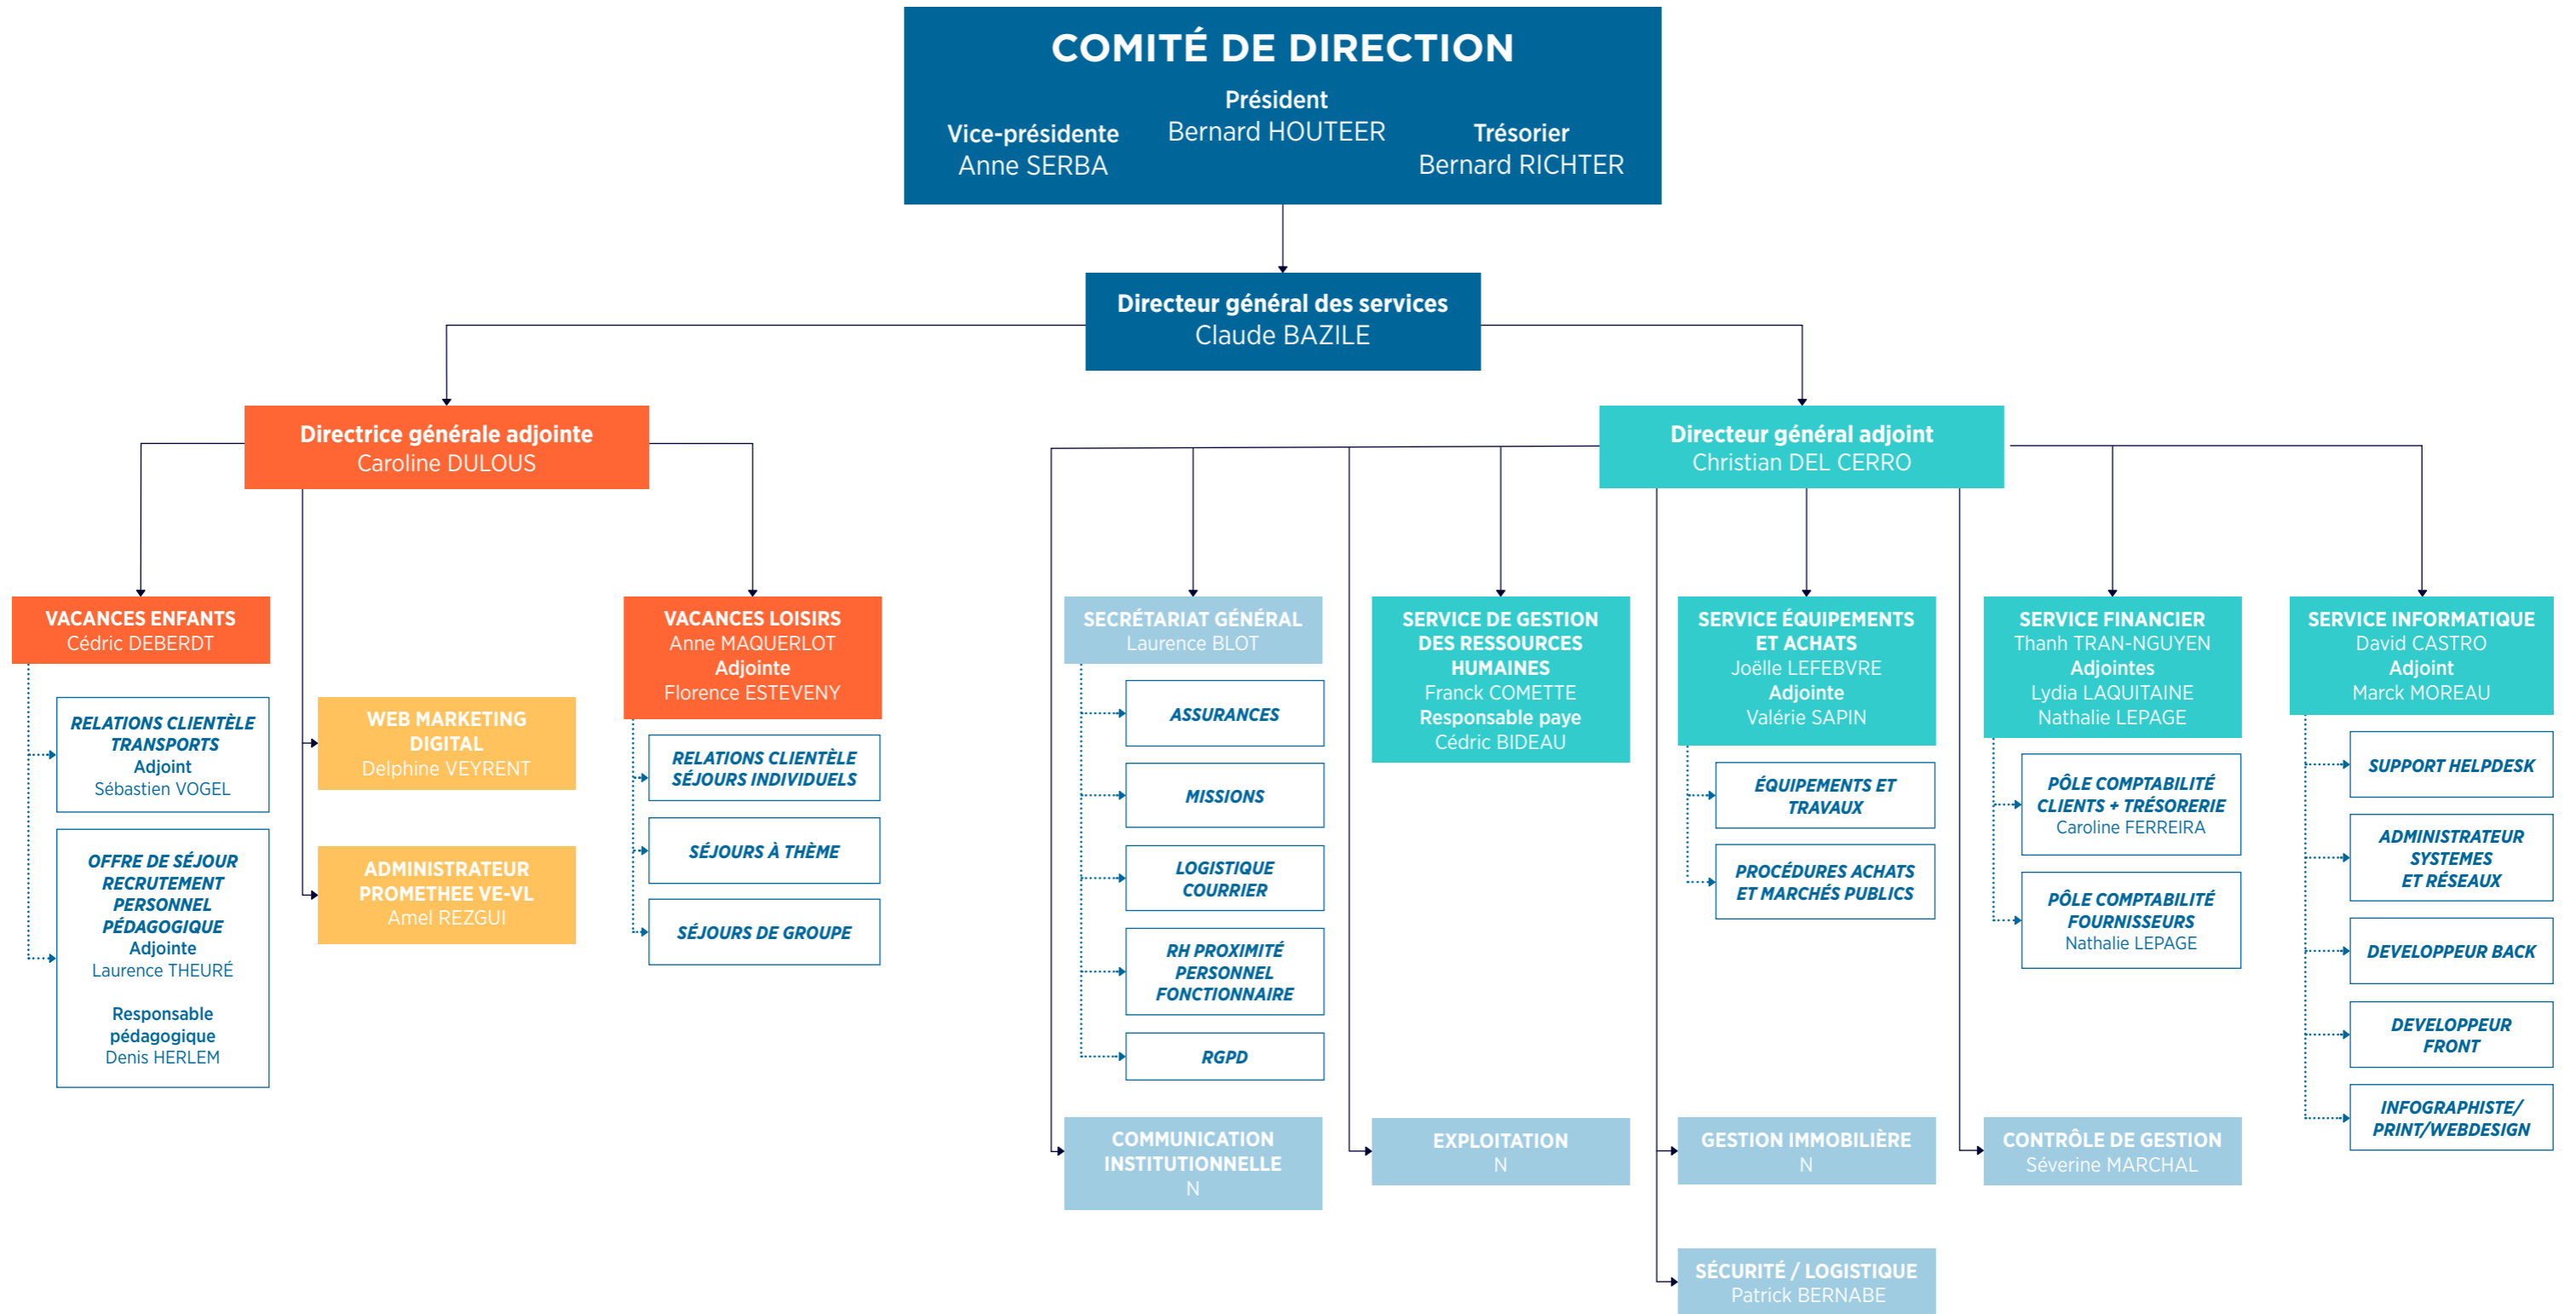 COMITÉ DE DIRECTION
Président
Bernard HOUTEER
Vice-présidente
Anne SERBA
Trésorier
Bernard RICHTER
Directeur général des services
Claude BAZILE
Directrice générale adjointe
Caroline DULOUS
Directeur général adjoint
Christian DEL CERRO
VACANCES ENFANTS
Cédric DEBERDT
RELATIONS CLIENTÈLE
TRANSPORTS
Adjoint
Sébastien VOGEL
OFFRE DE SÉJOUR
RECRUTEMENT
PERSONNEL
PÉDAGOGIQUE
Adjointe
Laurence THEURÉ
Responsable
pédagogique
Denis HERLEM
WEB MARKETING
DIGITAL
Delphine VEYRENT
ADMINISTRATEUR
PROMETHEE VE-VL
Amel REZGUI
VACANCES LOISIRS
Anne MAQUERLOT
Adjointe
Florence ESTEVENY
RELATIONS CLIENTÈLE
SÉJOURS INDIVIDUELS
SÉJOURS À THÈME
SÉJOURS DE GROUPE
SECRÉTARIAT GÉNÉRAL
Laurence BLOT
ASSURANCES
MISSIONS
LOGISTIQUE
COURRIER
RH PROXIMITÉ
PERSONNEL
FONCTIONNAIRE
RGPD
COMMUNICATION
INSTITUTIONNELLE
N
SERVICE DE GESTION
DES RESSOURCES
HUMAINES
Franck COMETTE
Responsable paye
Cédric BIDEAU
EXPLOITATION
N
SERVICE ÉQUIPEMENTS
ET ACHATS
Joëlle LEFEBVRE
Adjointe
Valérie SAPIN
ÉQUIPEMENTS ET
TRAVAUX
PROCÉDURES ACHATS
ET MARCHÉS PUBLICS
GESTION IMMOBILIÈRE
N
SÉCURITÉ / LOGISTIQUE
Patrick BERNABE
SERVICE FINANCIER
Thanh TRAN-NGUYEN
Adjointes
Lydia LAQUITAINE
Nathalie LEPAGE
PÔLE COMPTABILITÉ
CLIENTS + TRÉSORERIE
Caroline FERREIRA
PÔLE COMPTABILITÉ
FOURNISSEURS
Nathalie LEPAGE
CONTRÔLE DE GESTION
Séverine MARCHAL
SERVICE INFORMATIQUE
David CASTRO
Adjoint
Marck MOREAU
SUPPORT HELPDESK
ADMINISTRATEUR
SYSTEMES
ET RÉSEAUX
DEVELOPPEUR BACK
DEVELOPPEUR
FRONT
INFOGRAPHISTE/
PRINT/WEBDESIGN